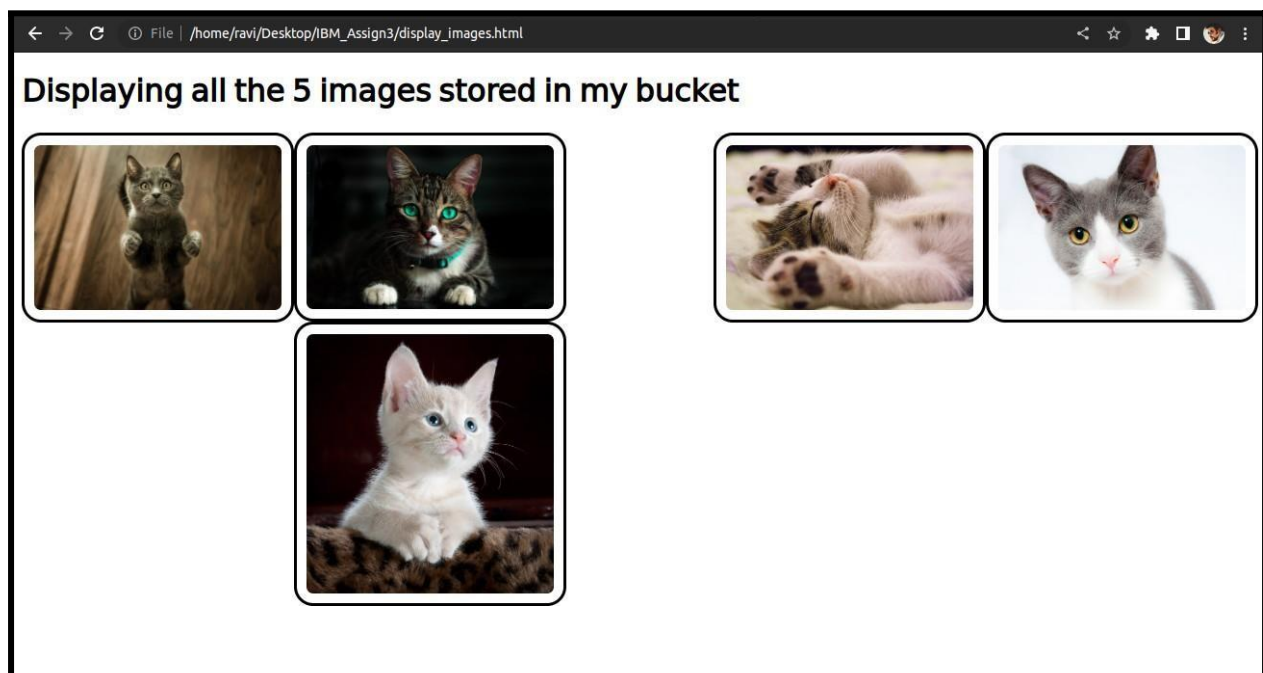 File | /home/ravi/Desktop/IBM_Assign3/display_images.html
Displaying all the 5 images stored in my bucket